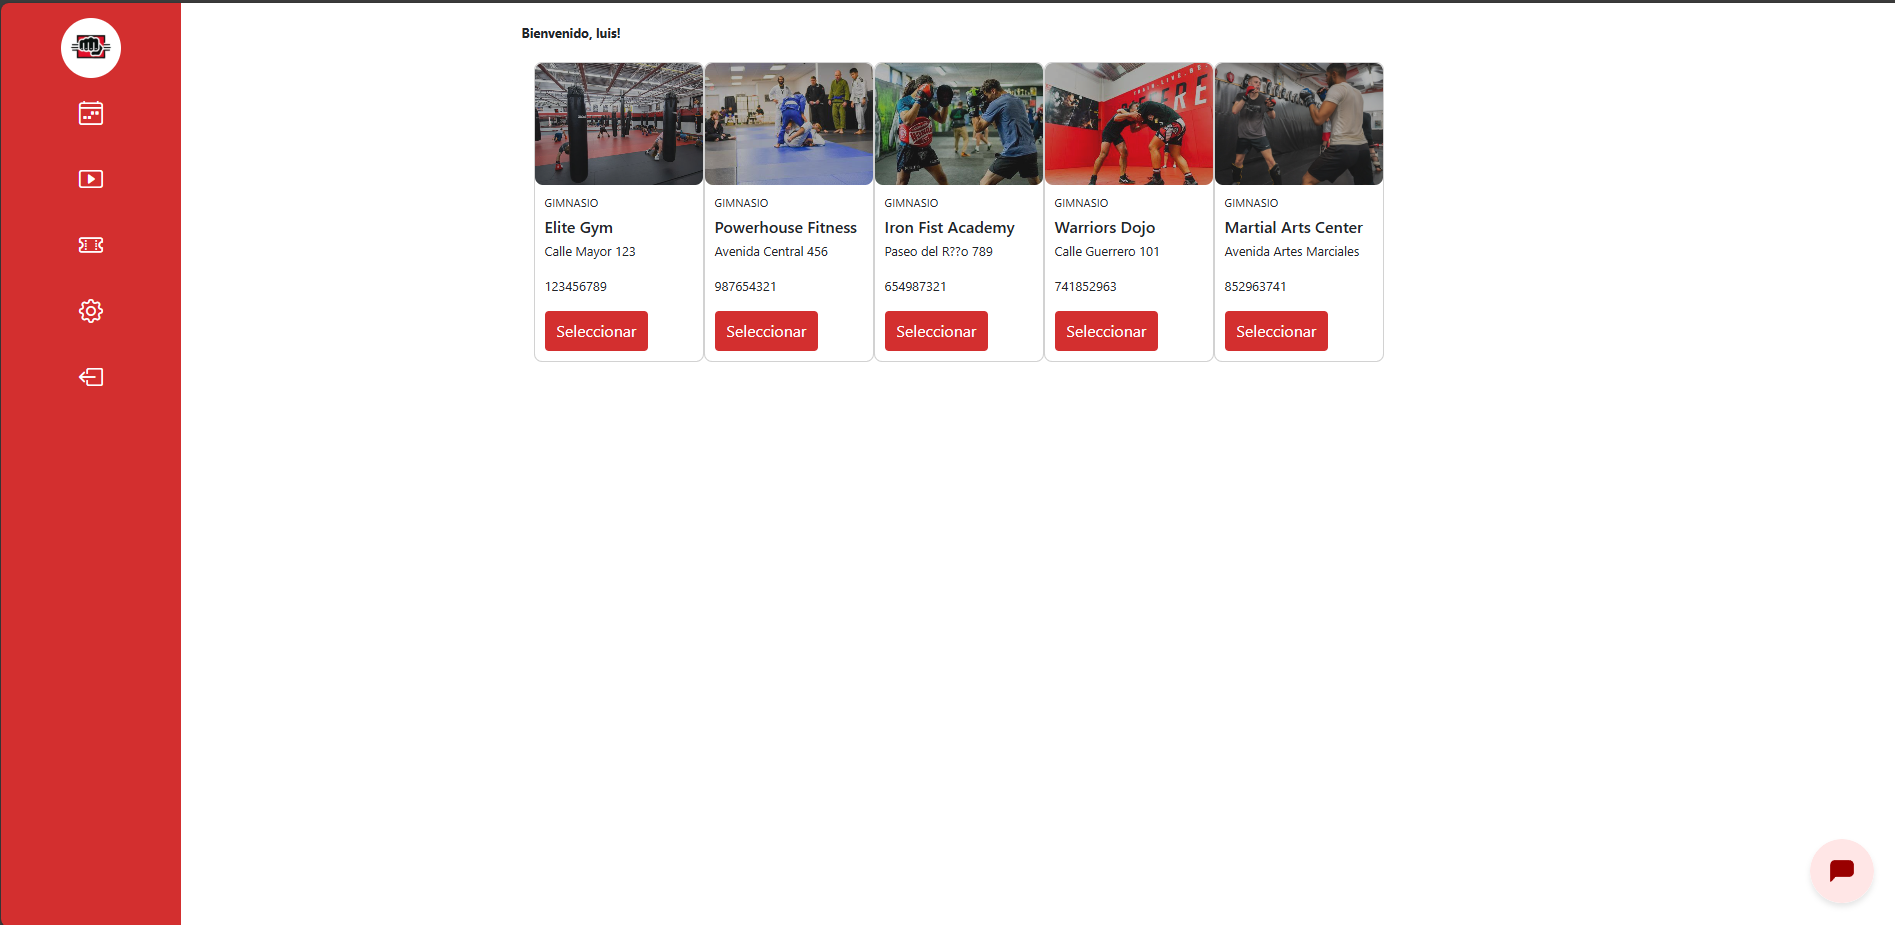 Bienvenido, luis!
GIMNASIO
Elite Gym
Calle Mayor 123
123456789
Seleccionar
GIMNASIO
Powerhouse Fitness
Avenida Central 456
987654321
Seleccionar
GIMNASIO
Iron Fist Academy
Paseo del R??o 789
654987321
Seleccionar
GIMNASIO
Warriors Dojo
Calle Guerrero 101
741852963
Seleccionar
GIMNASIO
Martial Arts Center
Avenida Artes Marciales
852963741
Seleccionar